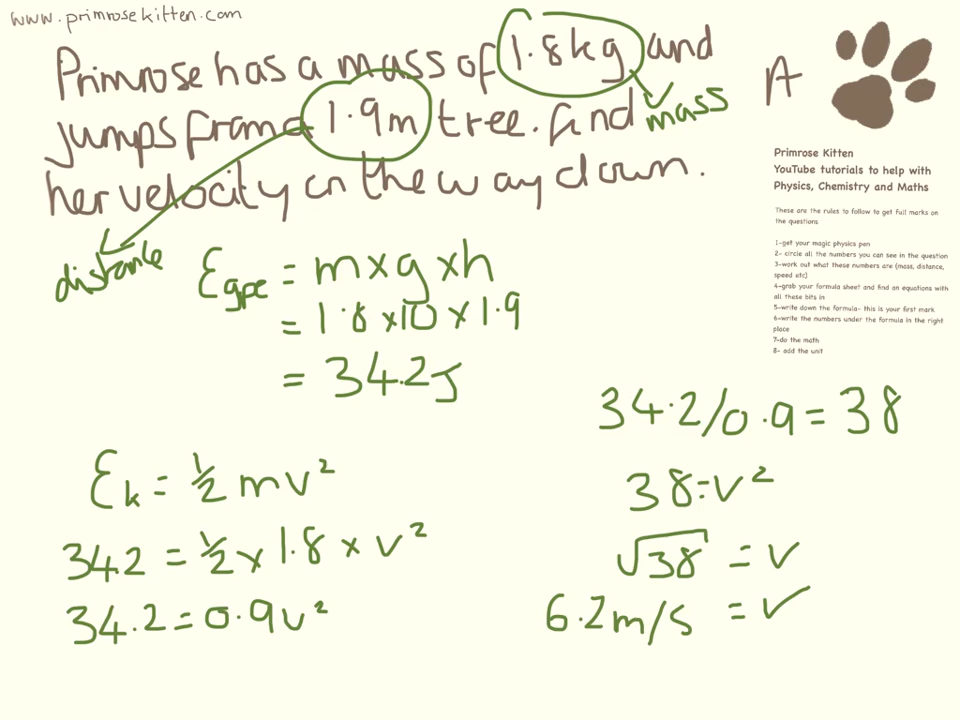 www.primrosekitten.com
Primrose has a mass of 1.8kg and
mass
A
jumps from a 1.9m tree. Find
her velocity on the way down.
distance
Egpe = m x g x h
= 1.8 x 10 x 1.9
= 34.2J
Ek = ½ mv²
34.2 = ½ x 1.8 x v²
34.2 = 0.9v²
34.2/0.9 = 38
38 = v²
√38 = v
6.2m/s = v
Primrose Kitten
YouTube tutorials to help with
Physics, Chemistry and Maths
These are the rules to follow to get full marks on
the questions
1-get your magic physics pen
2- circle all the numbers you can see in the question
3-work out what these numbers are (mass, distance,
speed etc)
4-grab your formula sheet and find an equations with
all these bits in
5-write down the formula- this is your first mark
6-write the numbers under the formula in the right
place
7-do the math
8- add the unit